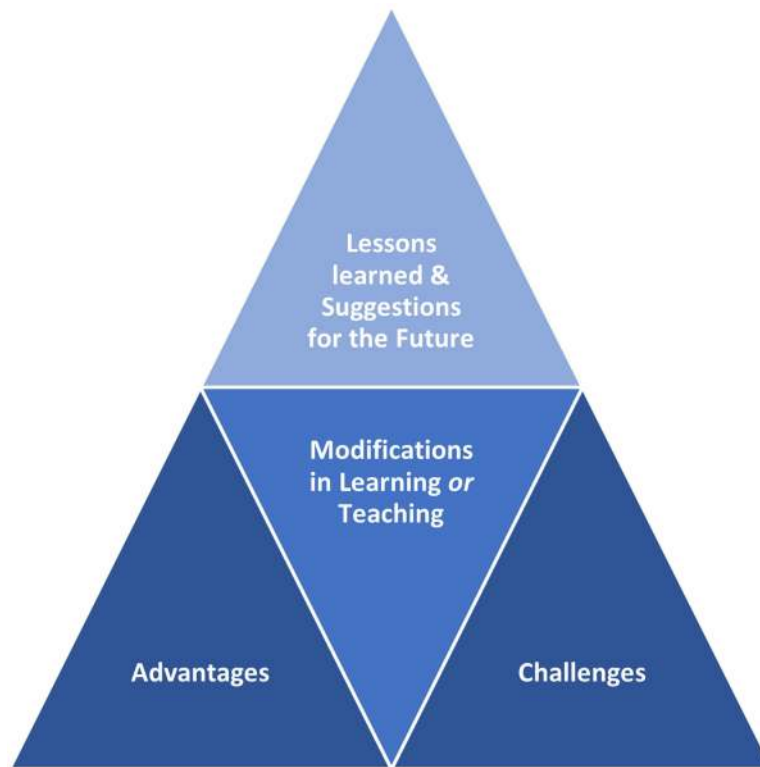 Lessons
learned &
Suggestions
for the Future
Modifications
in Learning or
Teaching
Advantages
Challenges